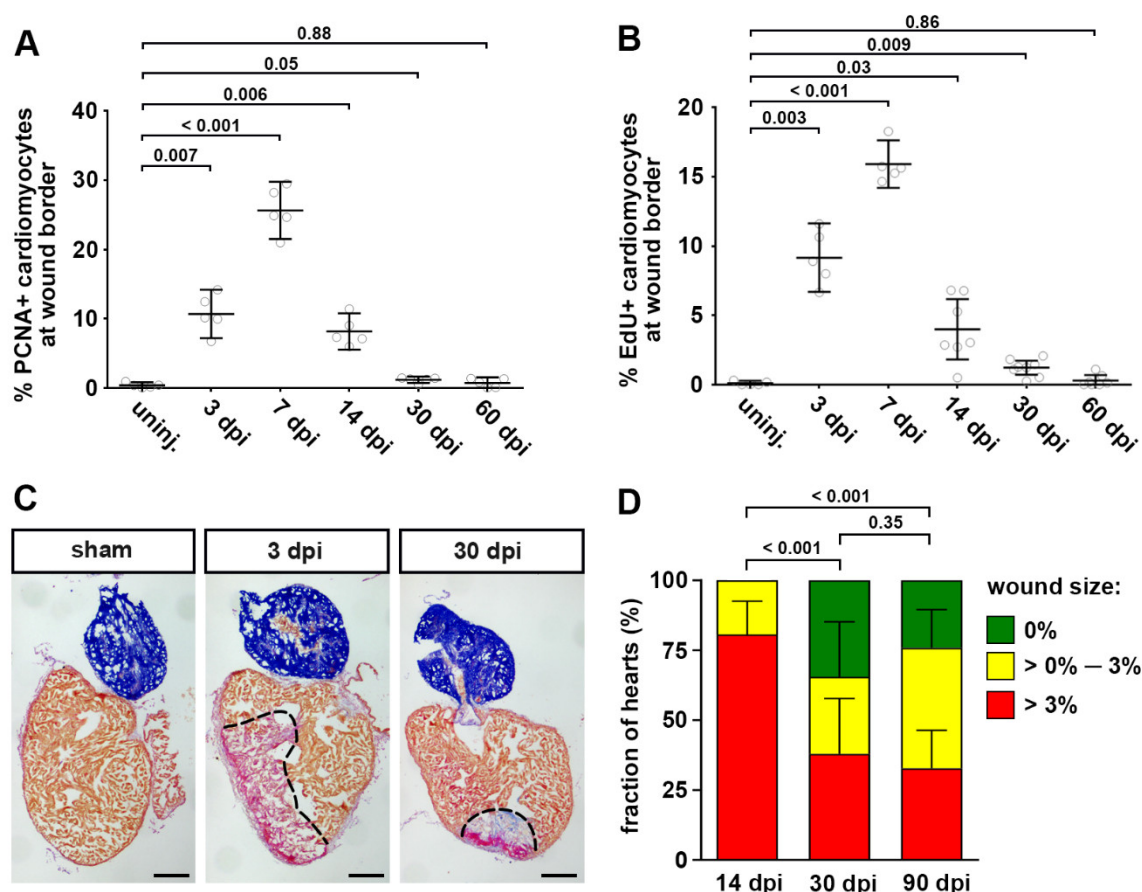 A
0.88
0.05
0.006
< 0.001
0.007
% PCNA+ cardiomyocytes
at wound border
40
30
20
10
0
uninj.
3 dpi
7 dpi
14 dpi
30 dpi
60 dpi
B
0.86
0.009
0.03
< 0.001
0.003
% EdU+ cardiomyocytes
at wound border
20
15
10
5
0
uninj.
3 dpi
7 dpi
14 dpi
30 dpi
60 dpi
C
sham
3 dpi
30 dpi
D
< 0.001
0.35
< 0.001
fraction of hearts (%)
100
75
50
25
0
14 dpi
30 dpi
90 dpi
wound size:
0%
> 0% — 3%
> 3%